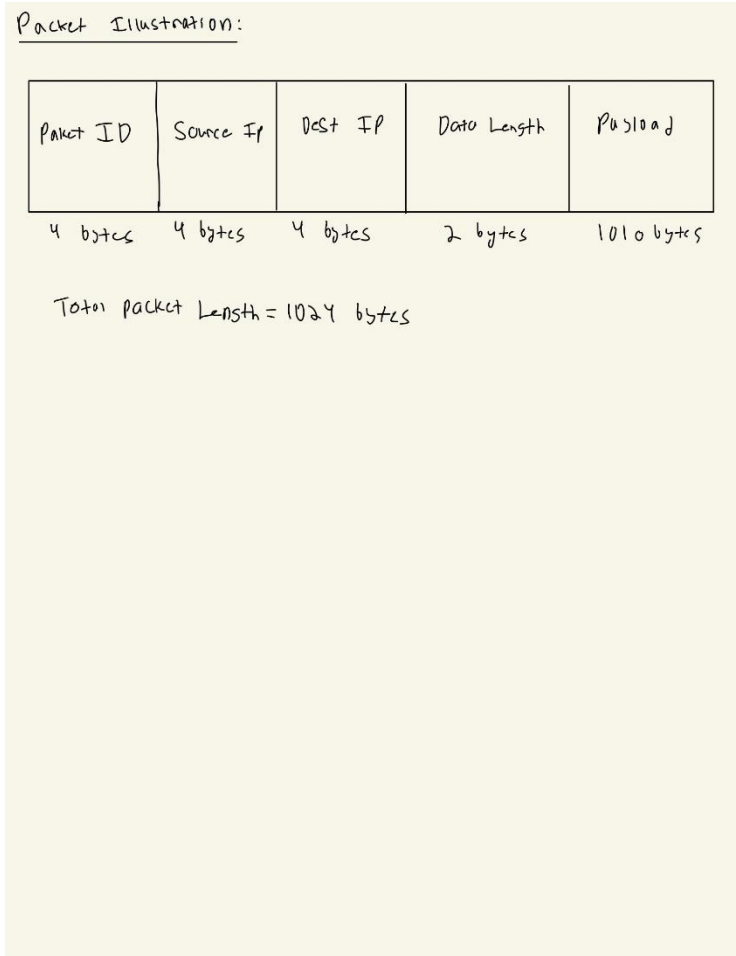 Packet Illustration:
Paket ID Source IP Dest IP Data Length Payload
4 bytes 4 bytes 4 bytes 2 bytes 1010 bytes
Total packet Length = 1024 bytes